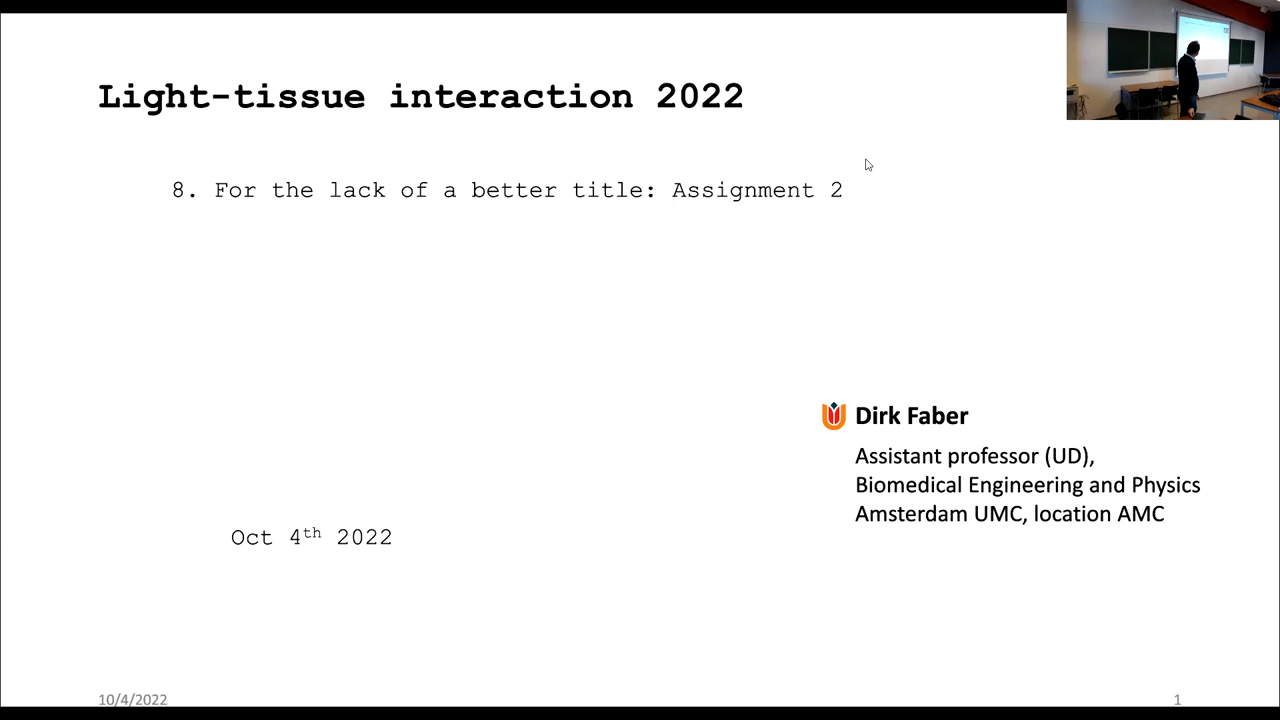 Light-tissue interaction 2022
8. For the lack of a better title: Assignment 2
Dirk Faber
Assistant professor (UD),
Biomedical Engineering and Physics
Amsterdam UMC, location AMC
Oct 4th 2022
10/4/2022
1